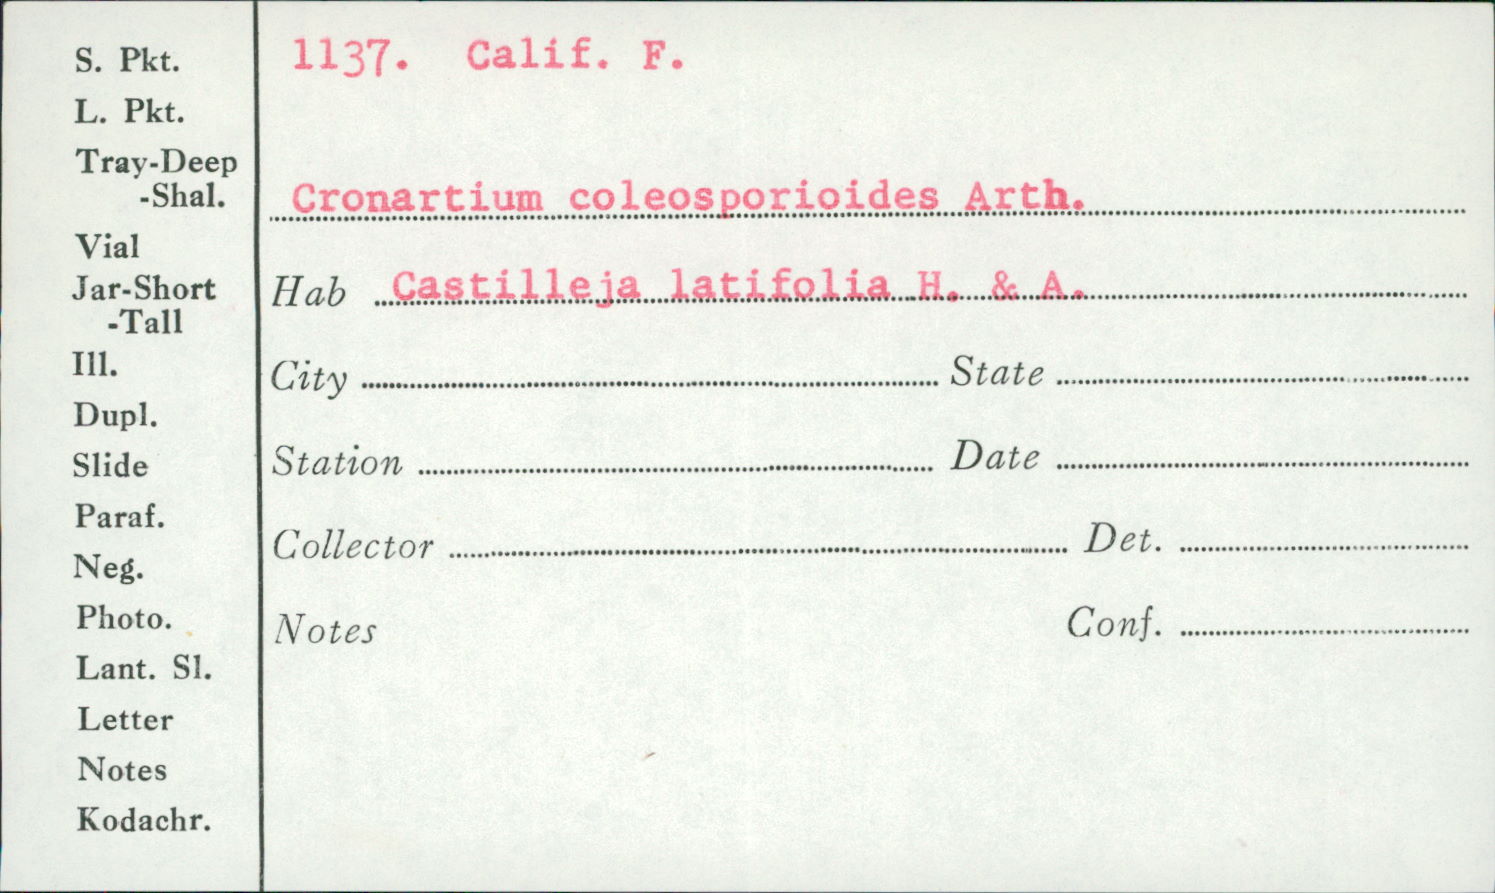 S. Pkt.
L. Pkt.
Tray-Deep
-Shal.
Vial
Jar-Short
-Tall
Ill.
Dupl.
Slide
Paraf.
Neg.
Photo.
Lant. Sl.
Letter
Notes
Kodachr.
1137. Calif. F.
Cronartium coleosporioides Arth.
Hab Castilleja latifolia H. & A.
City State
Station Date
Collector Det.
Notes Conf.